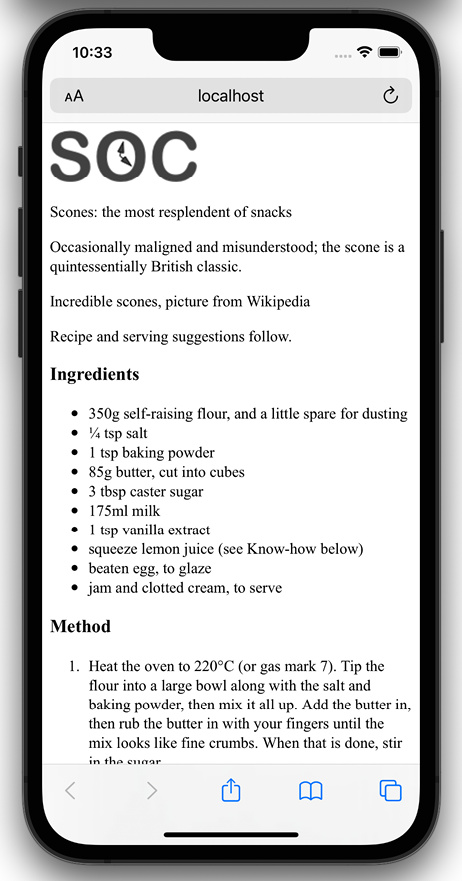 10:33
AA
localhost
SOC
Scones: the most resplendent of snacks
Occasionally maligned and misunderstood; the scone is a
quintessentially British classic.
Incredible scones, picture from Wikipedia
Recipe and serving suggestions follow.
Ingredients
350g self-raising flour, and a little spare for dusting
¼ tsp salt
1 tsp baking powder
85g butter, cut into cubes
3 tbsp caster sugar
175ml milk
1 tsp vanilla extract
squeeze lemon juice (see Know-how below)
beaten egg, to glaze
jam and clotted cream, to serve
Method
1. Heat the oven to 220°C (or gas mark 7). Tip the
flour into a large bowl along with the salt and
baking powder, then mix it all up. Add the butter in,
then rub the butter in with your fingers until the
mix looks like fine crumbs. When that is done, stir
in the sugar